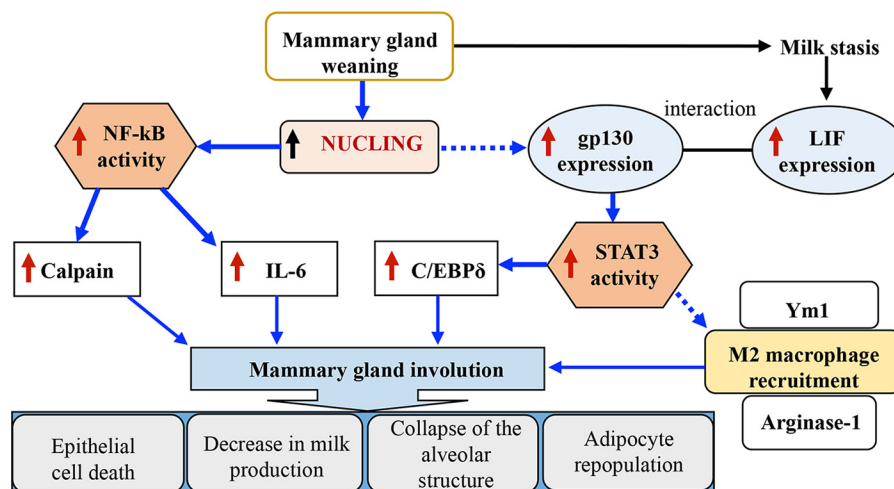 Mammary gland
weaning
Milk stasis
interaction
NF-kB
activity
NUCLING
gp130
expression
LIF
expression
Calpain
IL-6
C/EBPδ
STAT3
activity
Ym1
Mammary gland involution
M2 macrophage
recruitment
Arginase-1
Epithelial
cell death
Decrease in milk
production
Collapse of the
alveolar
structure
Adipocyte
repopulation